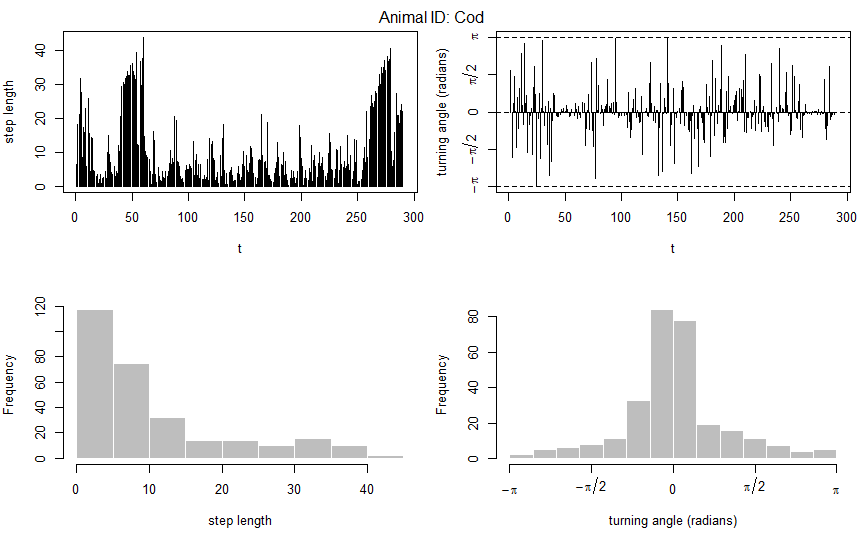 Animal ID: Cod
step length
0 10 20 30 40
0 50 100 150 200 250 300
t
turning angle (radians)
−π −π/2 0 π/2 π
0 50 100 150 200 250 300
t
Frequency
0 20 40 60 80 120
0 10 20 30 40
step length
Frequency
0 20 40 60 80
−π −π/2 0 π/2 π
turning angle (radians)